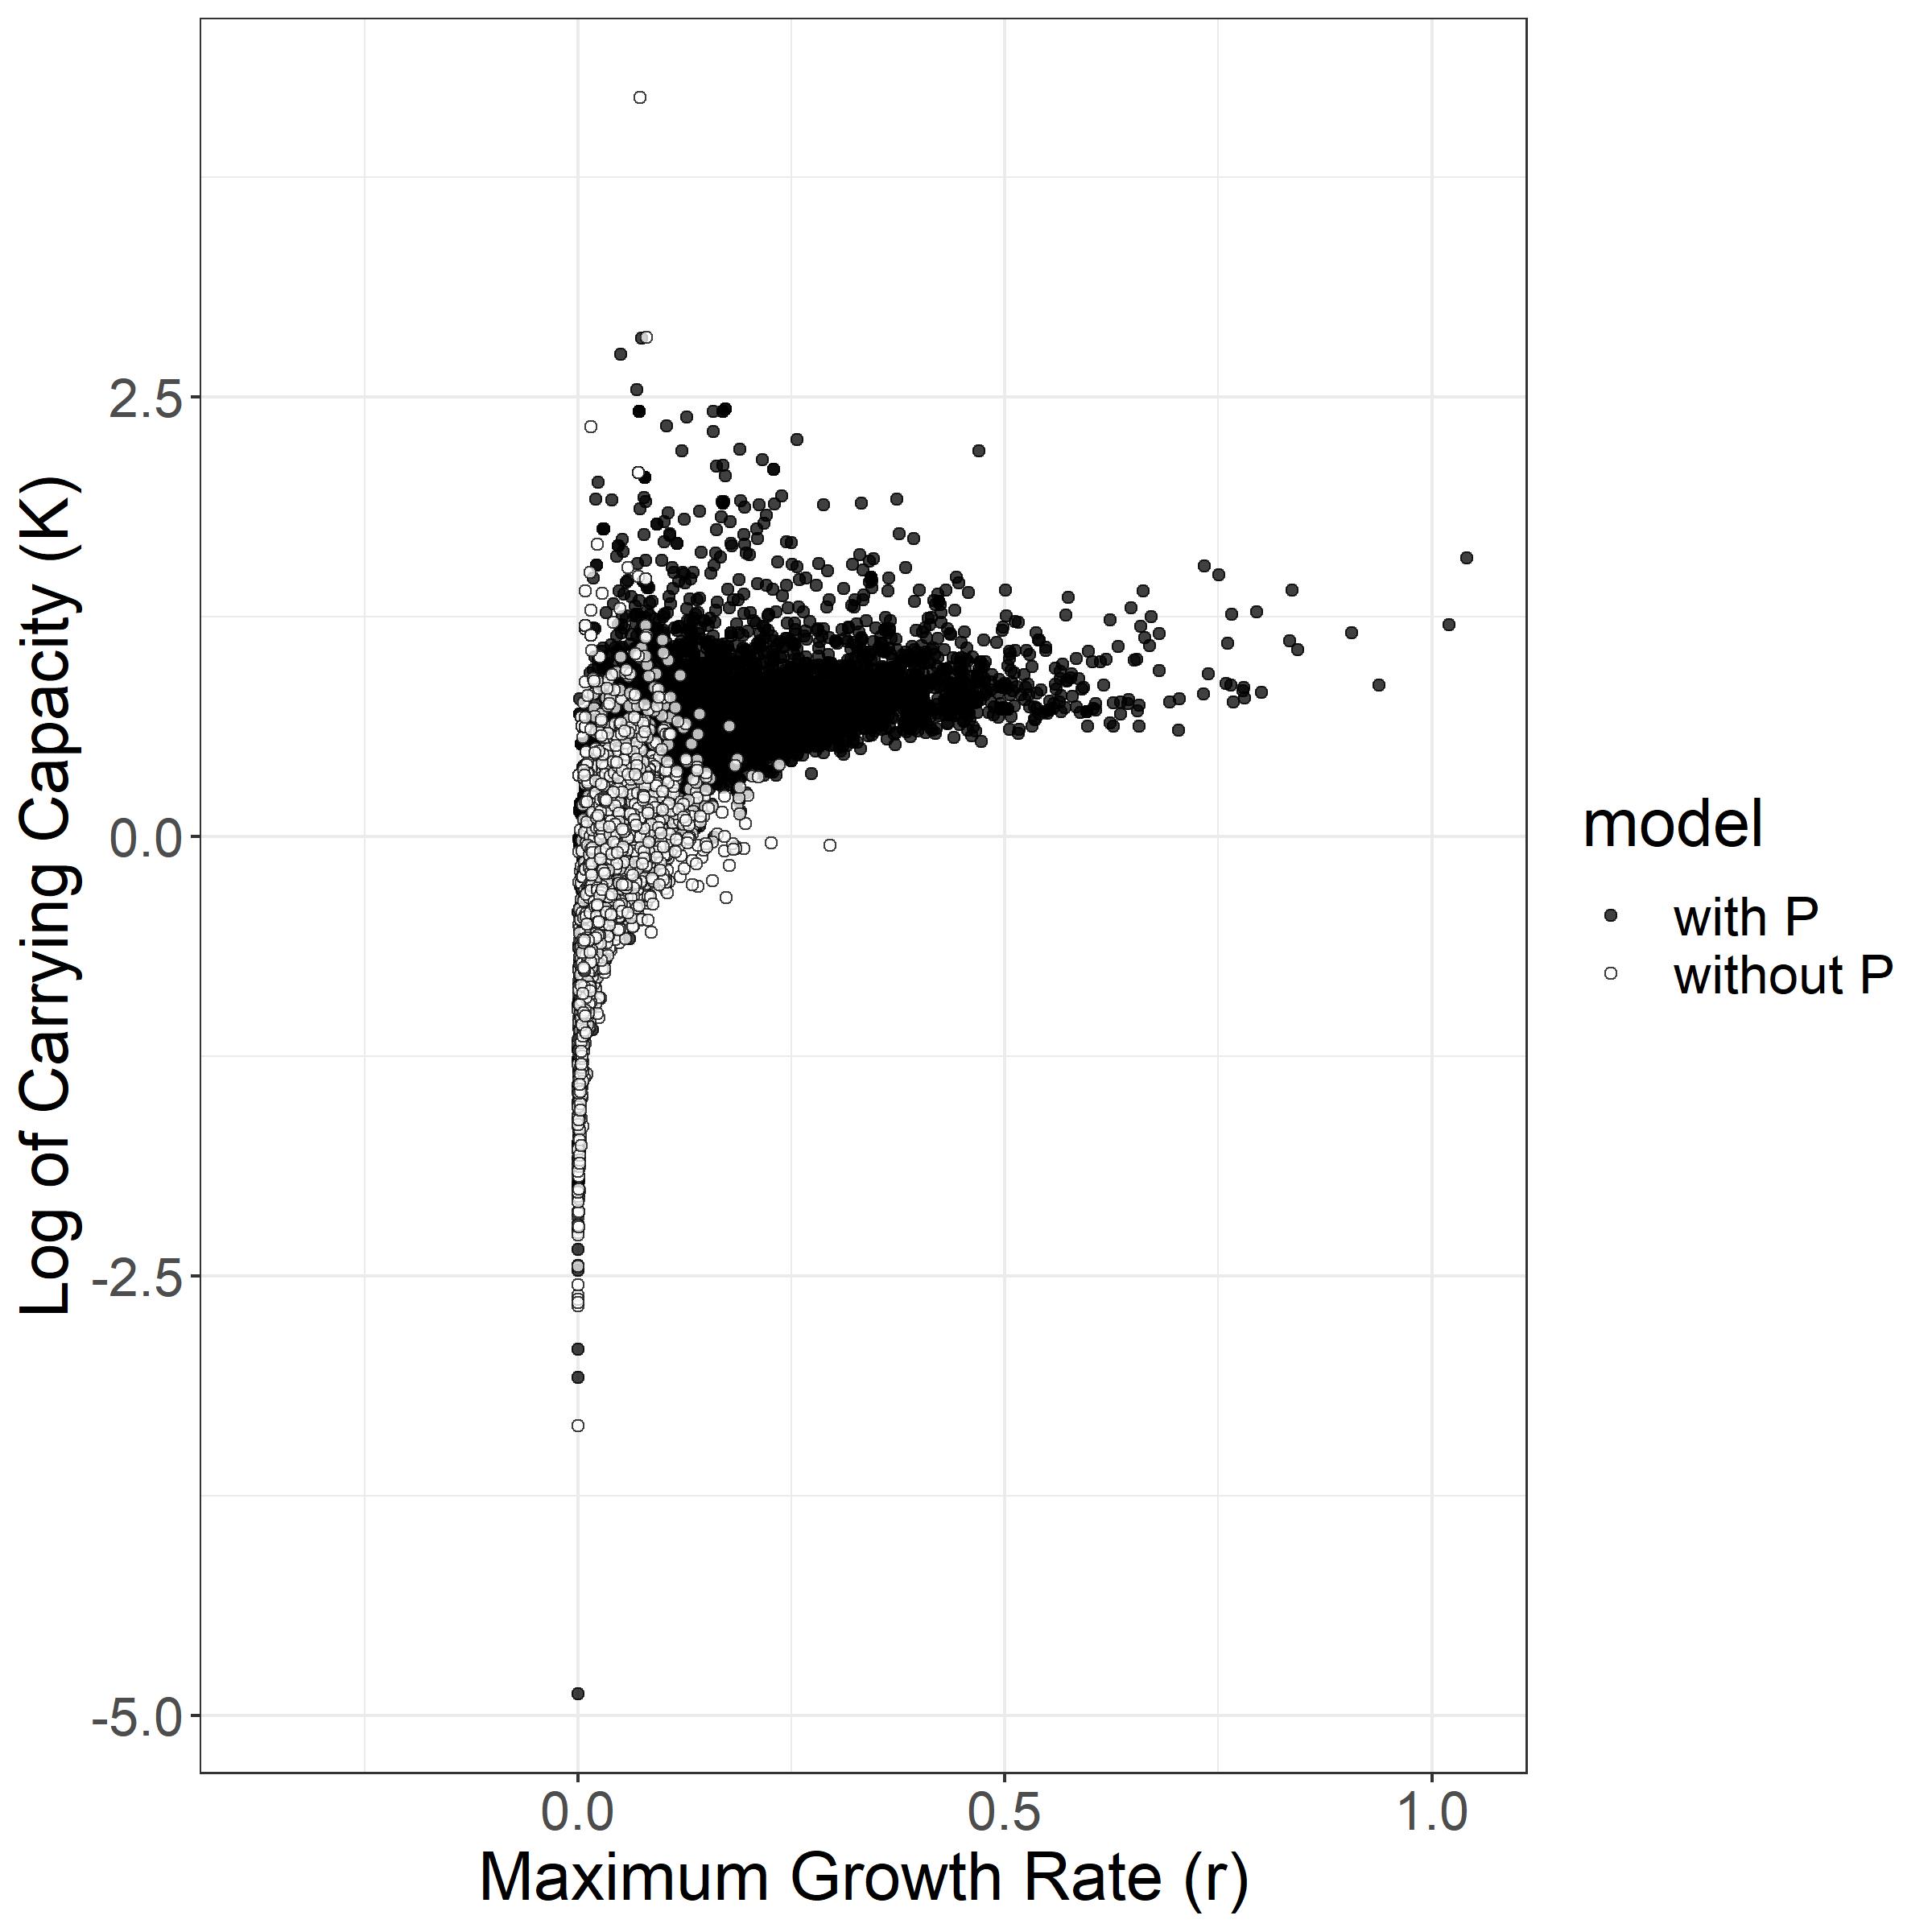 Log of Carrying Capacity (K)
2.5
0.0
-2.5
-5.0
0.0
0.5
1.0
Maximum Growth Rate (r)
model
with P
without P